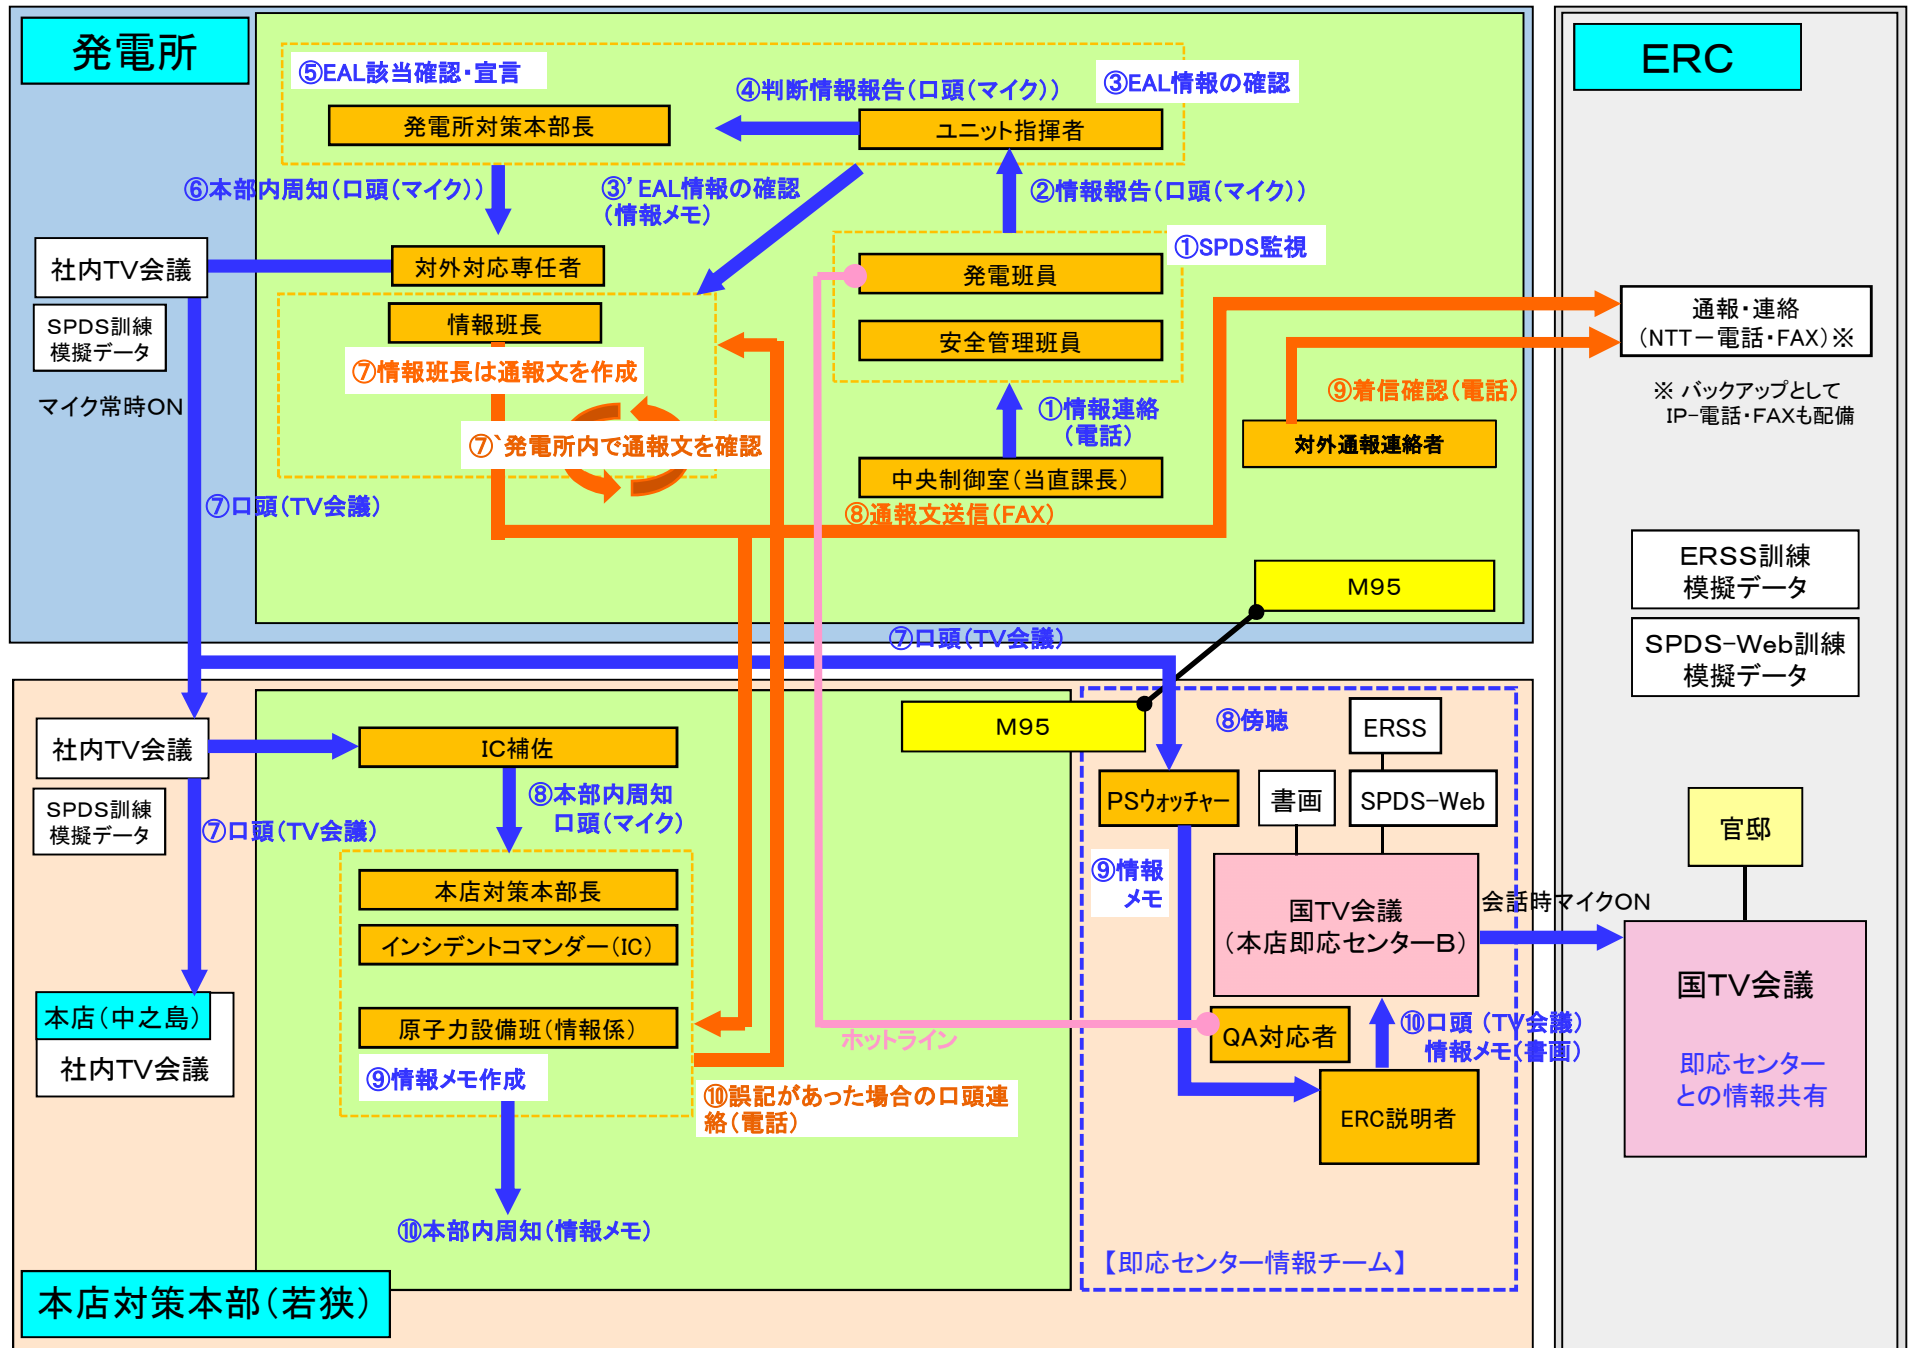 発電所
⑤EAL該当確認・宣言
④判断情報報告(口頭(マイク))
③EAL情報の確認
発電所対策本部長
ユニット指揮者
⑥本部内周知(口頭(マイク))
③’EAL情報の確認
(情報メモ)
②情報報告(口頭(マイク))
①SPDS監視
社内TV会議
対外対応専任者
発電班員
SPDS訓練
模擬データ
情報班長
安全管理班員
⑦情報班長は通報文を作成
マイク常時ON
①情報連絡
(電話)
⑦`発電所内で通報文を確認
中央制御室(当直課長)
⑨着信確認(電話)
対外通報連絡者
⑦口頭(TV会議)
⑧通報文送信(FAX)
M95
⑦口頭(TV会議)
ERC
通報・連絡
(NTT-電話・FAX)※
※ バックアップとして
IP-電話・FAXも配備
ERSS訓練
模擬データ
SPDS-Web訓練
模擬データ
官邸
国TV会議
即応センター
との情報共有
社内TV会議
IC補佐
M95
⑧傍聴
ERSS
SPDS訓練
模擬データ
⑦口頭(TV会議)
⑧本部内周知
口頭(マイク)
PSウォッチャー
書画
SPDS-Web
⑨情報
メモ
本店対策本部長
インシデントコマンダー(IC)
国TV会議
(本店即応センターB)
会話時マイクON
本店(中之島)
社内TV会議
原子力設備班(情報係)
ホットライン
QA対応者
⑩口頭 (TV会議)
情報メモ(書画)
⑨情報メモ作成
⑩誤記があった場合の口頭連
絡(電話)
ERC説明者
⑩本部内周知(情報メモ)
【即応センター情報チーム】
本店対策本部(若狭)